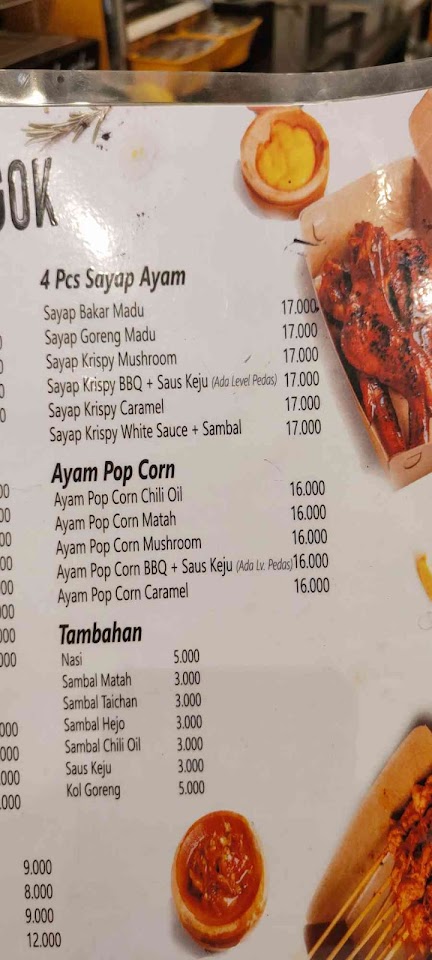 4 Pcs Sayap Ayam
Sayap Bakar Madu 17.000
Sayap Goreng Madu 17.000
Sayap Krispy Mushroom 17.000
Sayap Krispy BBQ + Saus Keju (Ada Level Pedas) 17.000
Sayap Krispy Caramel 17.000
Sayap Krispy White Sauce + Sambal 17.000
Ayam Pop Corn
Ayam Pop Corn Chili Oil 16.000
Ayam Pop Corn Matah 16.000
Ayam Pop Corn Mushroom 16.000
Ayam Pop Corn BBQ + Saus Keju (Ada Lv. Pedas) 16.000
Ayam Pop Corn Caramel 16.000
Tambahan
Nasi 5.000
Sambal Matah 3.000
Sambal Taichan 3.000
Sambal Hejo 3.000
Sambal Chili Oil 3.000
Saus Keju 3.000
Kol Goreng 5.000
9.000
8.000
9.000
12.000